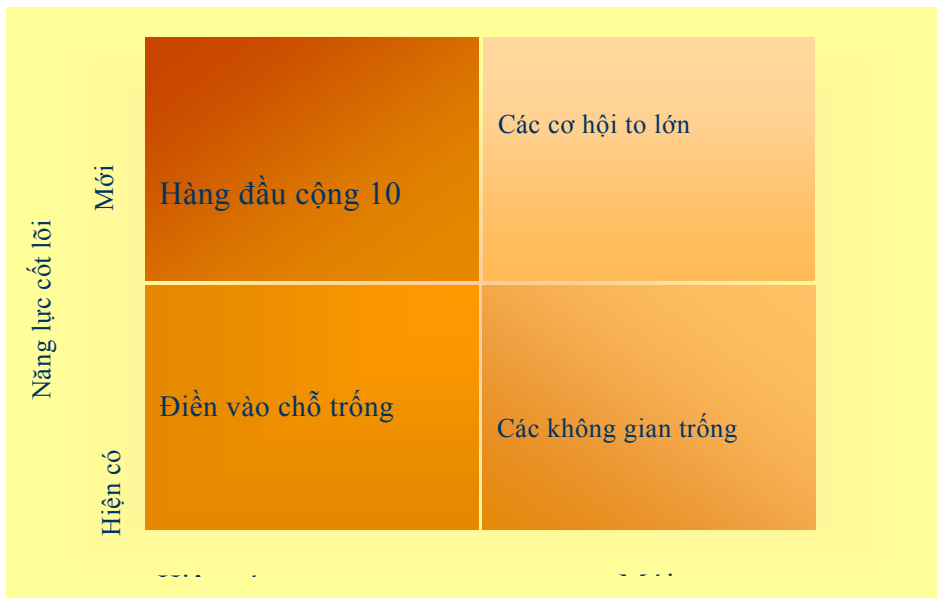 Các cơ hội to lớn
Mới
Hàng đầu cộng 10
Năng lực cốt lõi
Điền vào chỗ trống
Các không gian trống
Hiện có